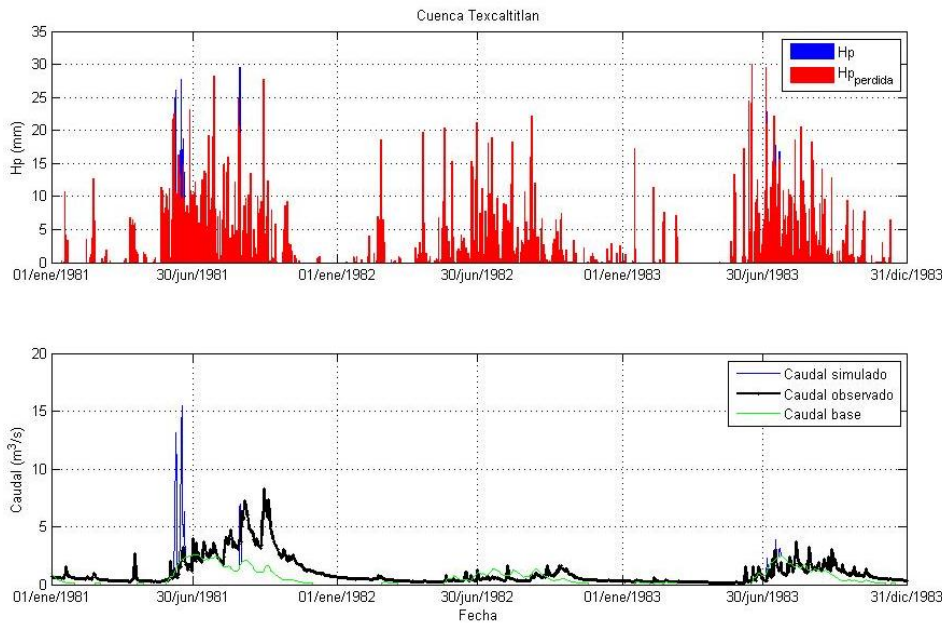 Cuenca Texcaltitlan
35
30
25
20
15
10
5
0
Hp (mm)
Hp
Hp_perdida
01/ene/1981 30/jun/1981 01/ene/1982 30/jun/1982 01/ene/1983 30/jun/1983 31/dic/1983
20
15
10
5
0
Caudal (m³/s)
Caudal simulado
Caudal observado
Caudal base
01/ene/1981 30/jun/1981 01/ene/1982 30/jun/1982 01/ene/1983 30/jun/1983 31/dic/1983
Fecha